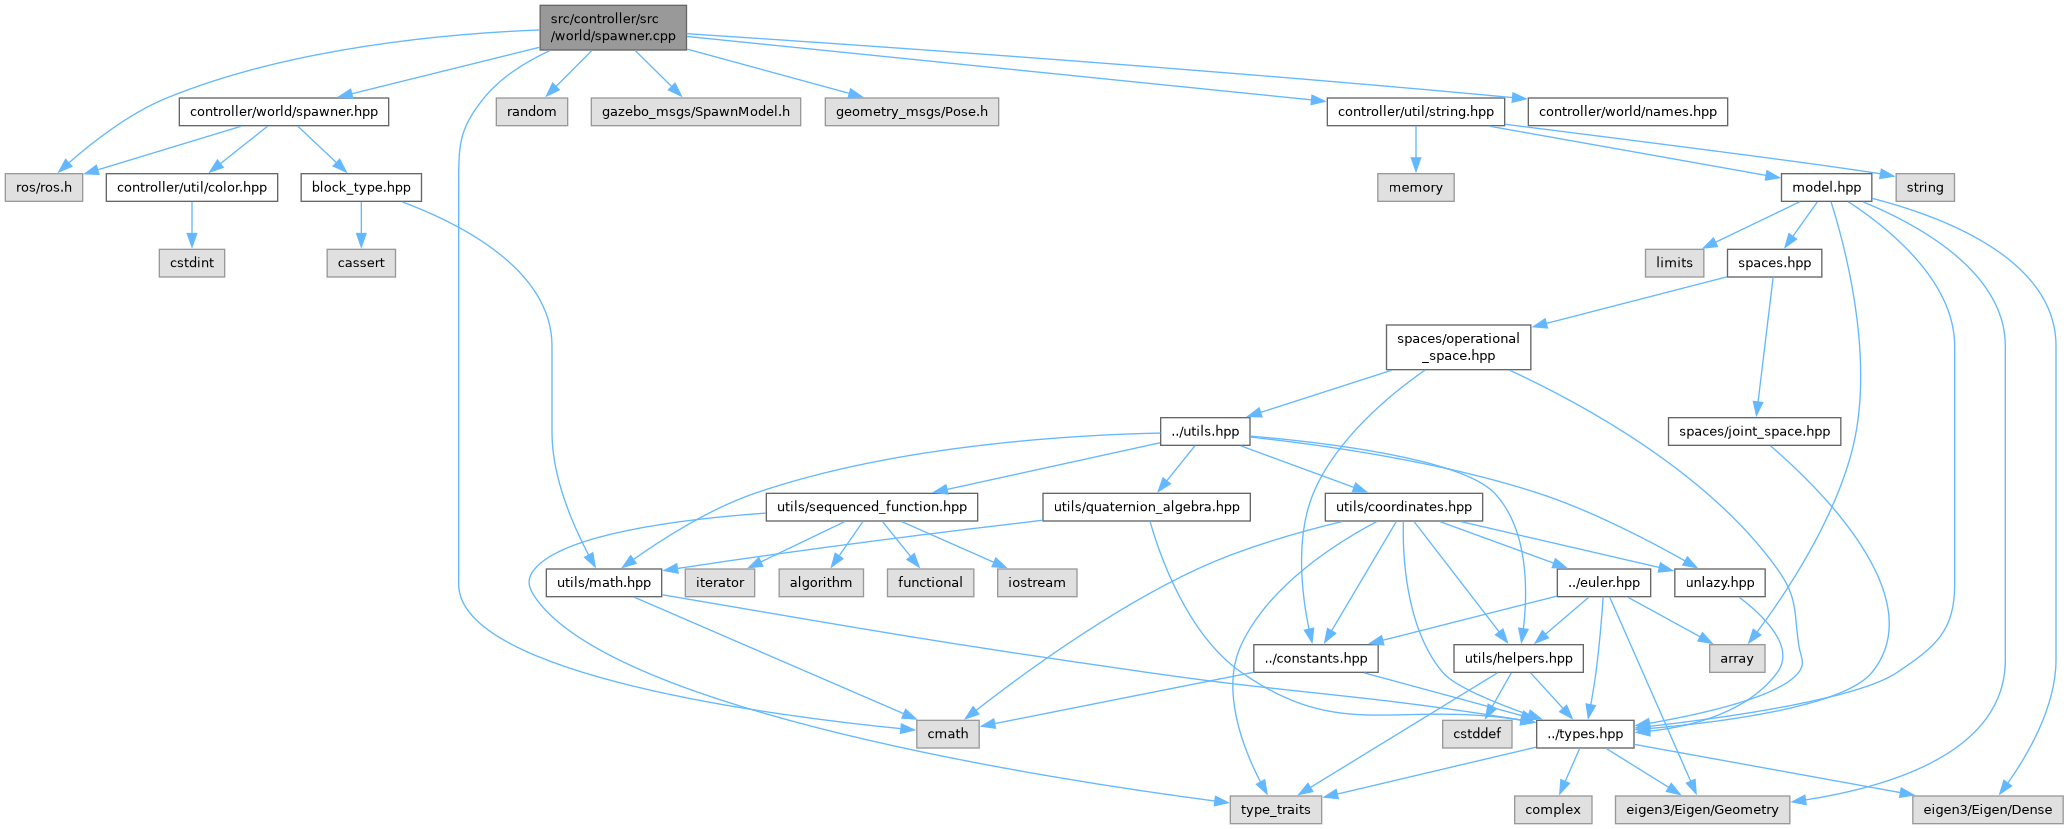 src/controller/src
/world/spawner.cpp
controller/world/spawner.hpp
random
gazebo_msgs/SpawnModel.h
geometry_msgs/Pose.h
controller/util/string.hpp
controller/world/names.hpp
ros/ros.h
controller/util/color.hpp
block_type.hpp
memory
model.hpp
string
cstdint
cassert
limits
spaces.hpp
spaces/operational
_space.hpp
../utils.hpp
spaces/joint_space.hpp
utils/sequenced_function.hpp
utils/quaternion_algebra.hpp
utils/coordinates.hpp
utils/math.hpp
iterator
algorithm
functional
iostream
../euler.hpp
unlazy.hpp
../constants.hpp
utils/helpers.hpp
array
cmath
cstddef
../types.hpp
type_traits
complex
eigen3/Eigen/Geometry
eigen3/Eigen/Dense